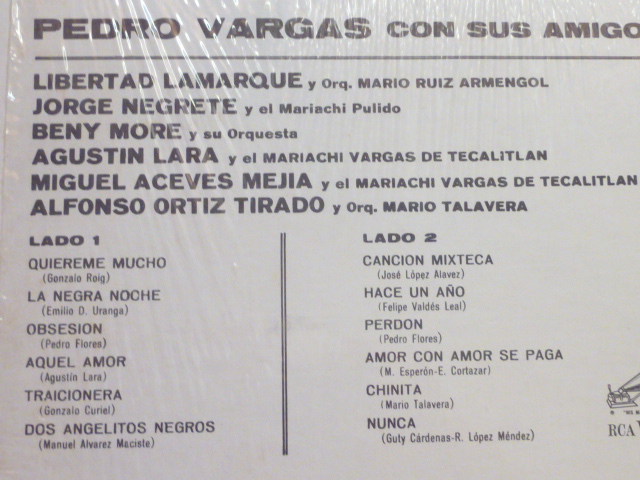 PEDRO VARGAS CON SUS AMIGO
LIBERTAD LAMARQUE y Orq. MARIO RUIZ ARMENGOL
JORGE NEGRETE y el Mariachi Pulido
BENY MORE y su Orquesta
AGUSTIN LARA y el MARIACHI VARGAS DE TECALITLAN
MIGUEL ACEVES MEJIA y el MARIACHI VARGAS DE TECALITLAN
ALFONSO ORTIZ TIRADO y Orq. MARIO TALAVERA
LADO 1
QUIEREME MUCHO
(Gonzalo Roig)
LA NEGRA NOCHE
(Emilio D. Uranga)
OBSESION
(Pedro Flores)
AQUEL AMOR
(Agustín Lara)
TRAICIONERA
(Gonzalo Curiel)
DOS ANGELITOS NEGROS
(Manuel Alvarez Maciste)
LADO 2
CANCION MIXTECA
(José López Alavez)
HACE UN AÑO
(Felipe Valdés Leal)
PERDON
(Pedro Flores)
AMOR CON AMOR SE PAGA
(M. Esperón-E. Cortazar)
CHINITA
(Mario Talavera)
NUNCA
(Guty Cárdenas-R. López Méndez)
RCA